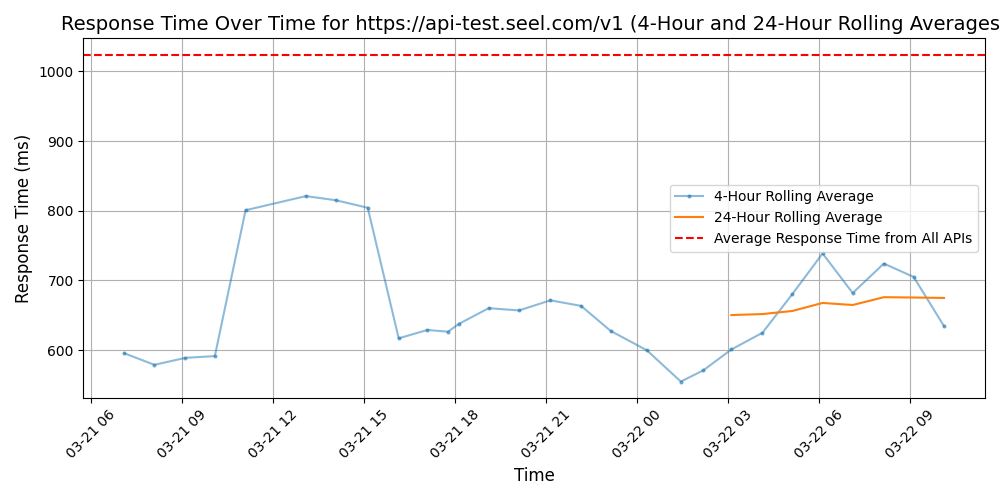 Response Time Over Time for https://api-test.seel.com/v1 (4-Hour and 24-Hour Rolling Averages
Response Time (ms)
1000
900
800
700
600
4-Hour Rolling Average
24-Hour Rolling Average
Average Response Time from All APIs
03-21 06
03-21 09
03-21 12
03-21 15
03-21 18
03-21 21
03-22 00
03-22 03
03-22 06
03-22 09
Time